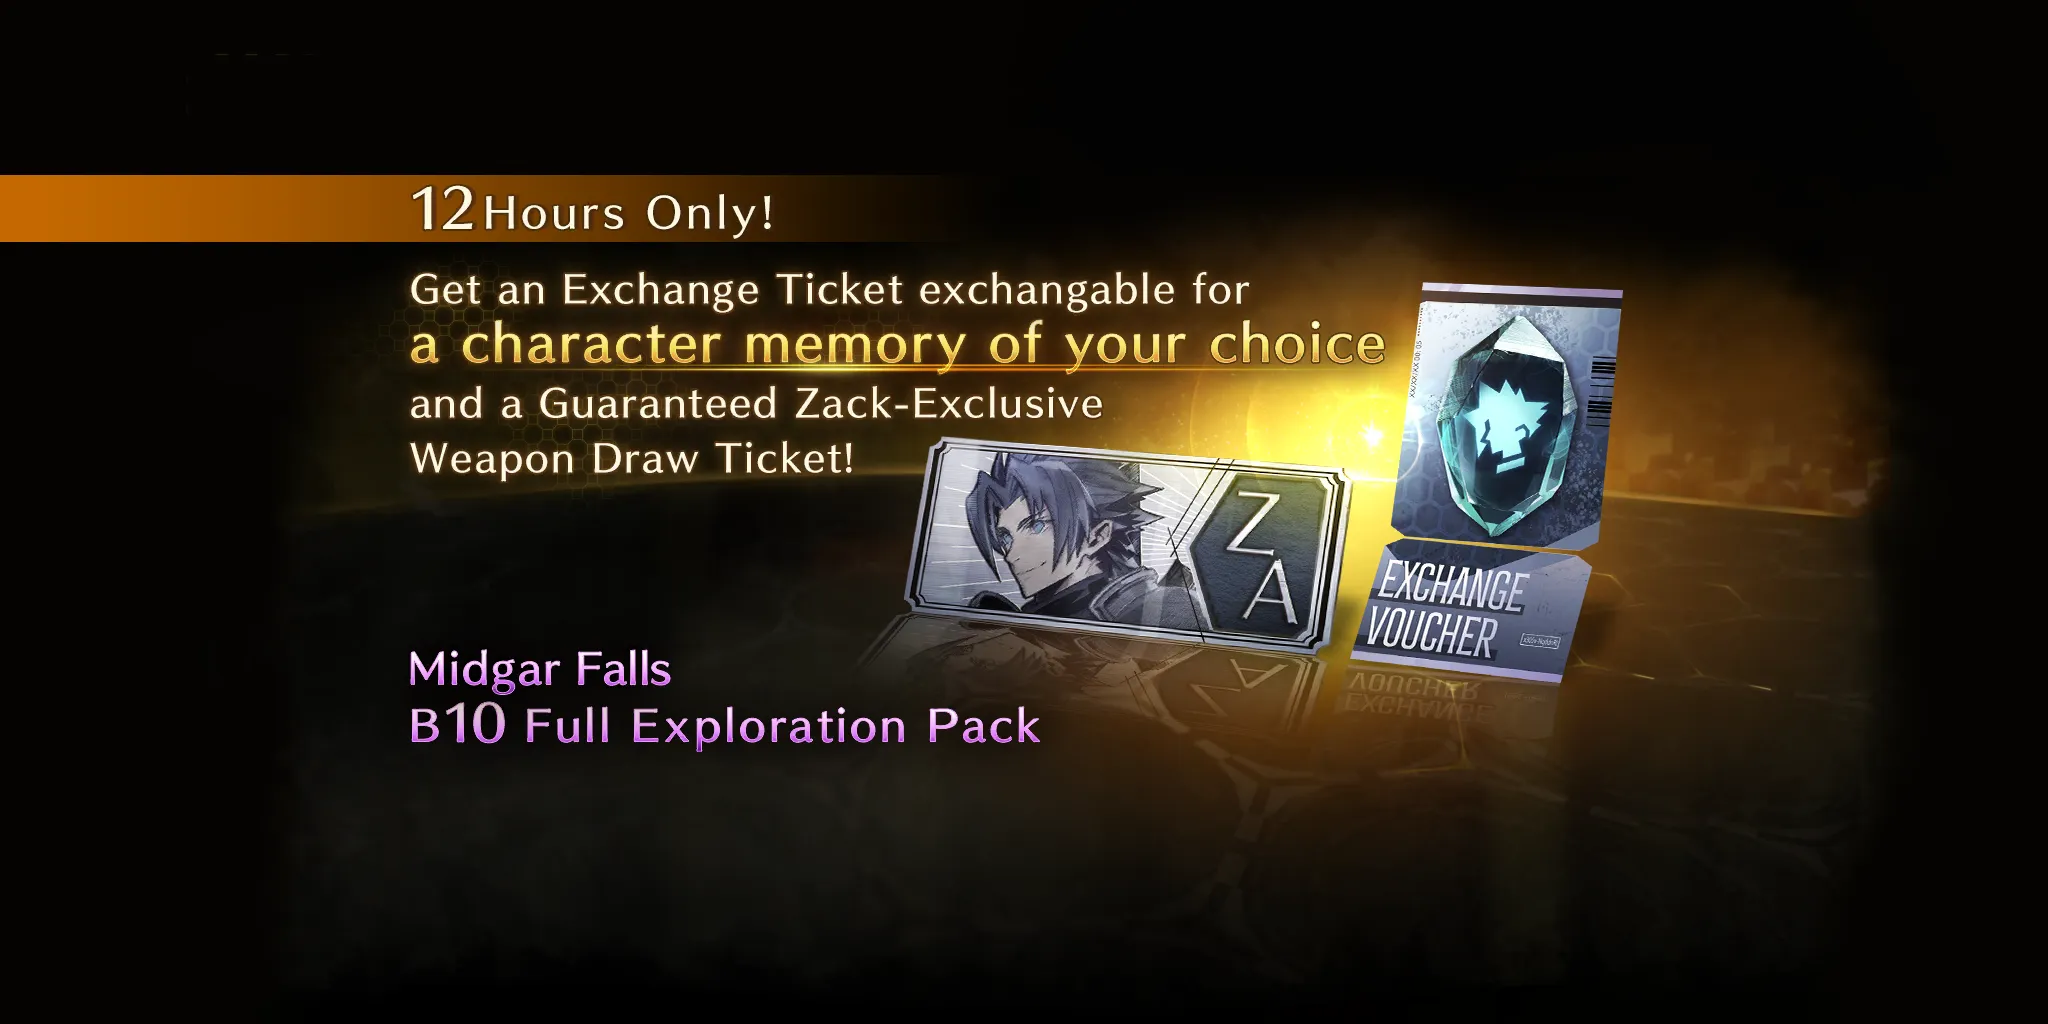 12 Hours Only!
Get an Exchange Ticket exchangable for
a character memory of your choice
and a Guaranteed Zack-Exclusive
Weapon Draw Ticket!
ZA
EXCHANGE
VOUCHER
Midgar Falls
B10 Full Exploration Pack